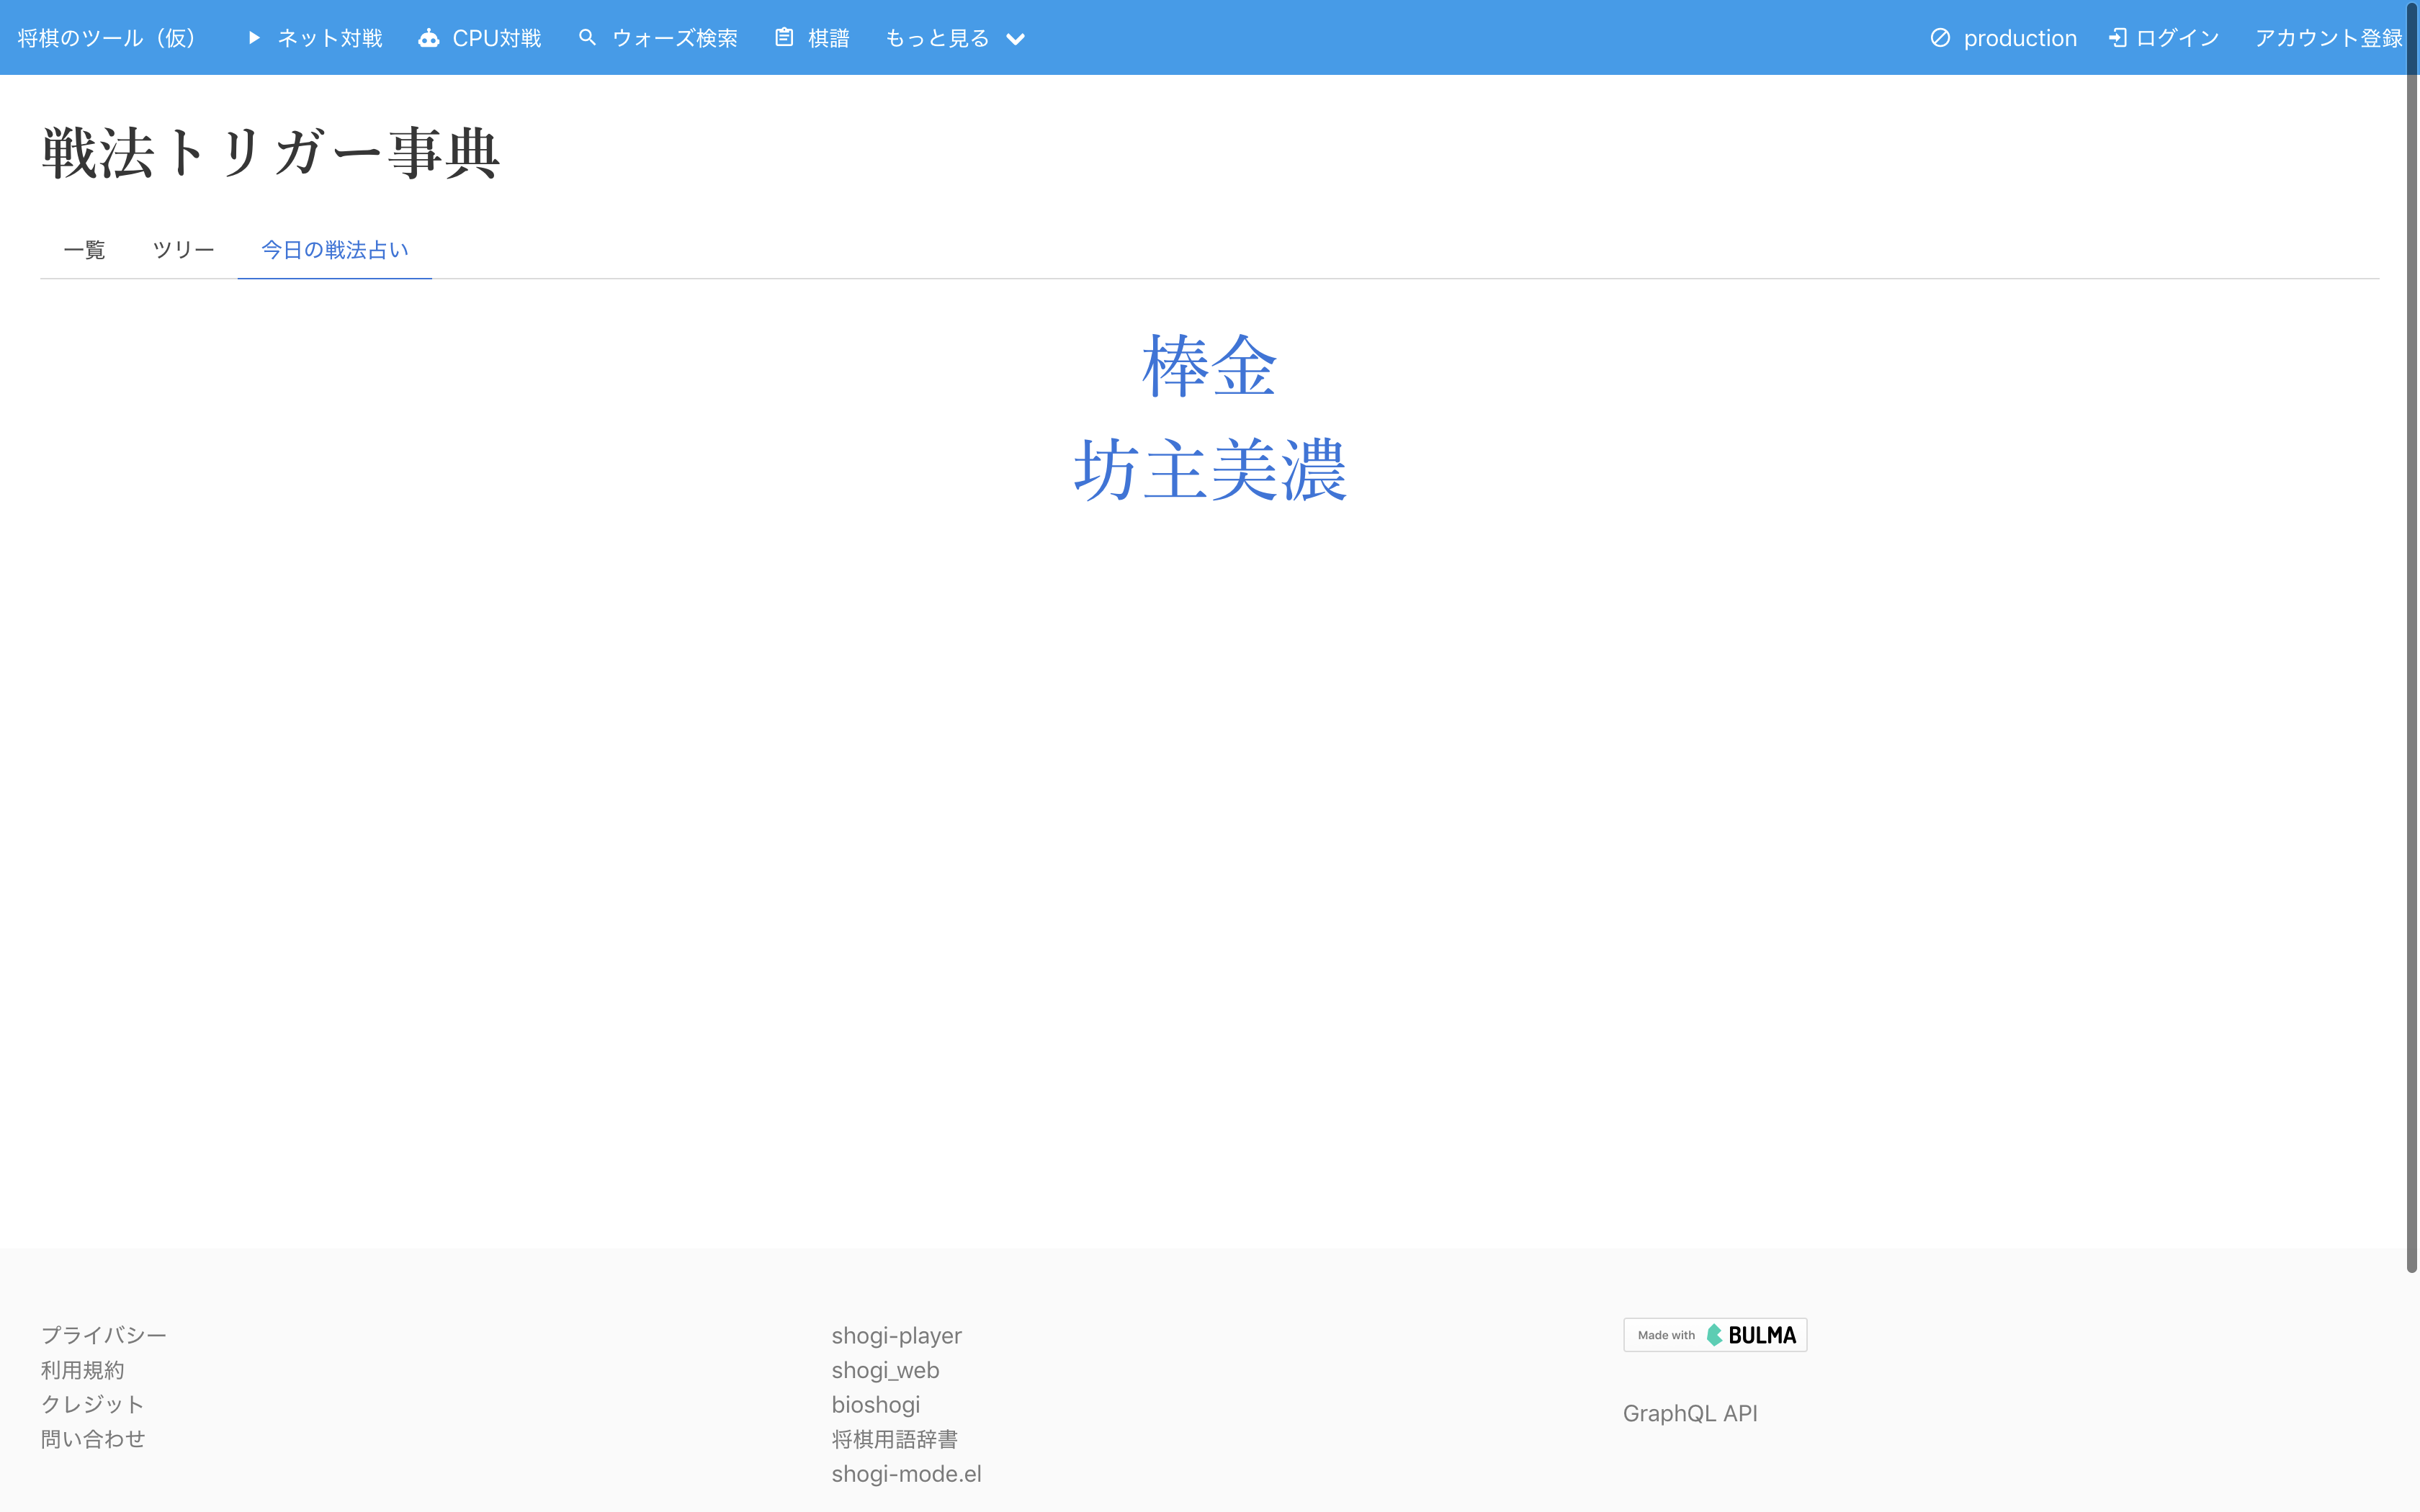 将棋のツール（仮） ネット対戦 CPU対戦 ウォーズ検索 棋譜 もっと見る production ログイン アカウント登録
戦法トリガー事典
一覧 ツリー 今日の戦法占い
棒金
坊主美濃
プライバシー
利用規約
クレジット
問い合わせ
shogi-player
shogi_web
bioshogi
将棋用語辞書
shogi-mode.el
Made with BULMA
GraphQL API